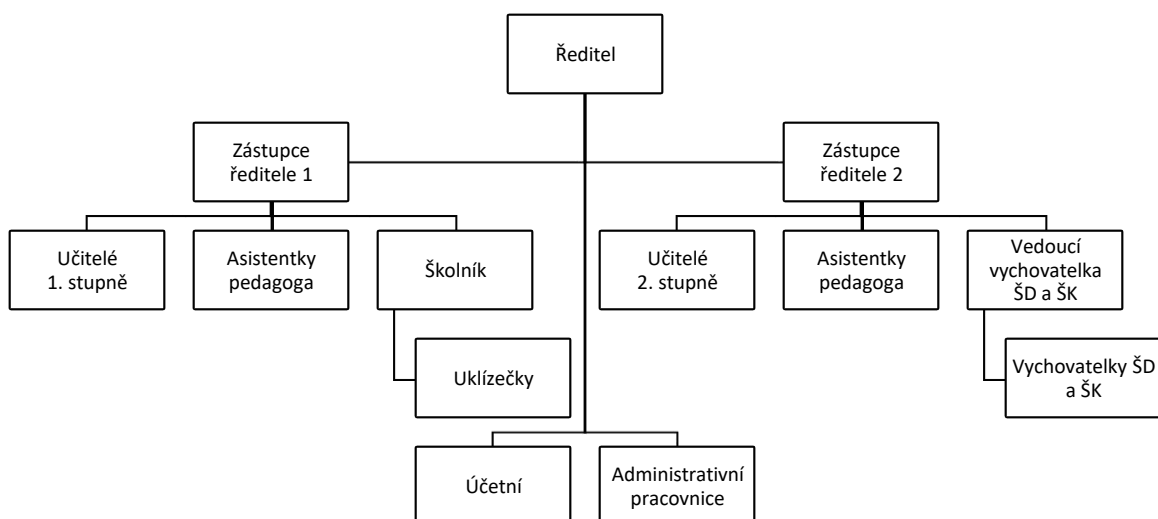 Ředitel
Zástupce
ředitele 1
Zástupce
ředitele 2
Učitelé
1. stupně
Asistentky
pedagoga
Školník
Učitelé
2. stupně
Asistentky
pedagoga
Vedoucí
vychovatelka
ŠD a ŠK
Uklízečky
Vychovatelky ŠD
a ŠK
Účetní
Administrativní
pracovnice